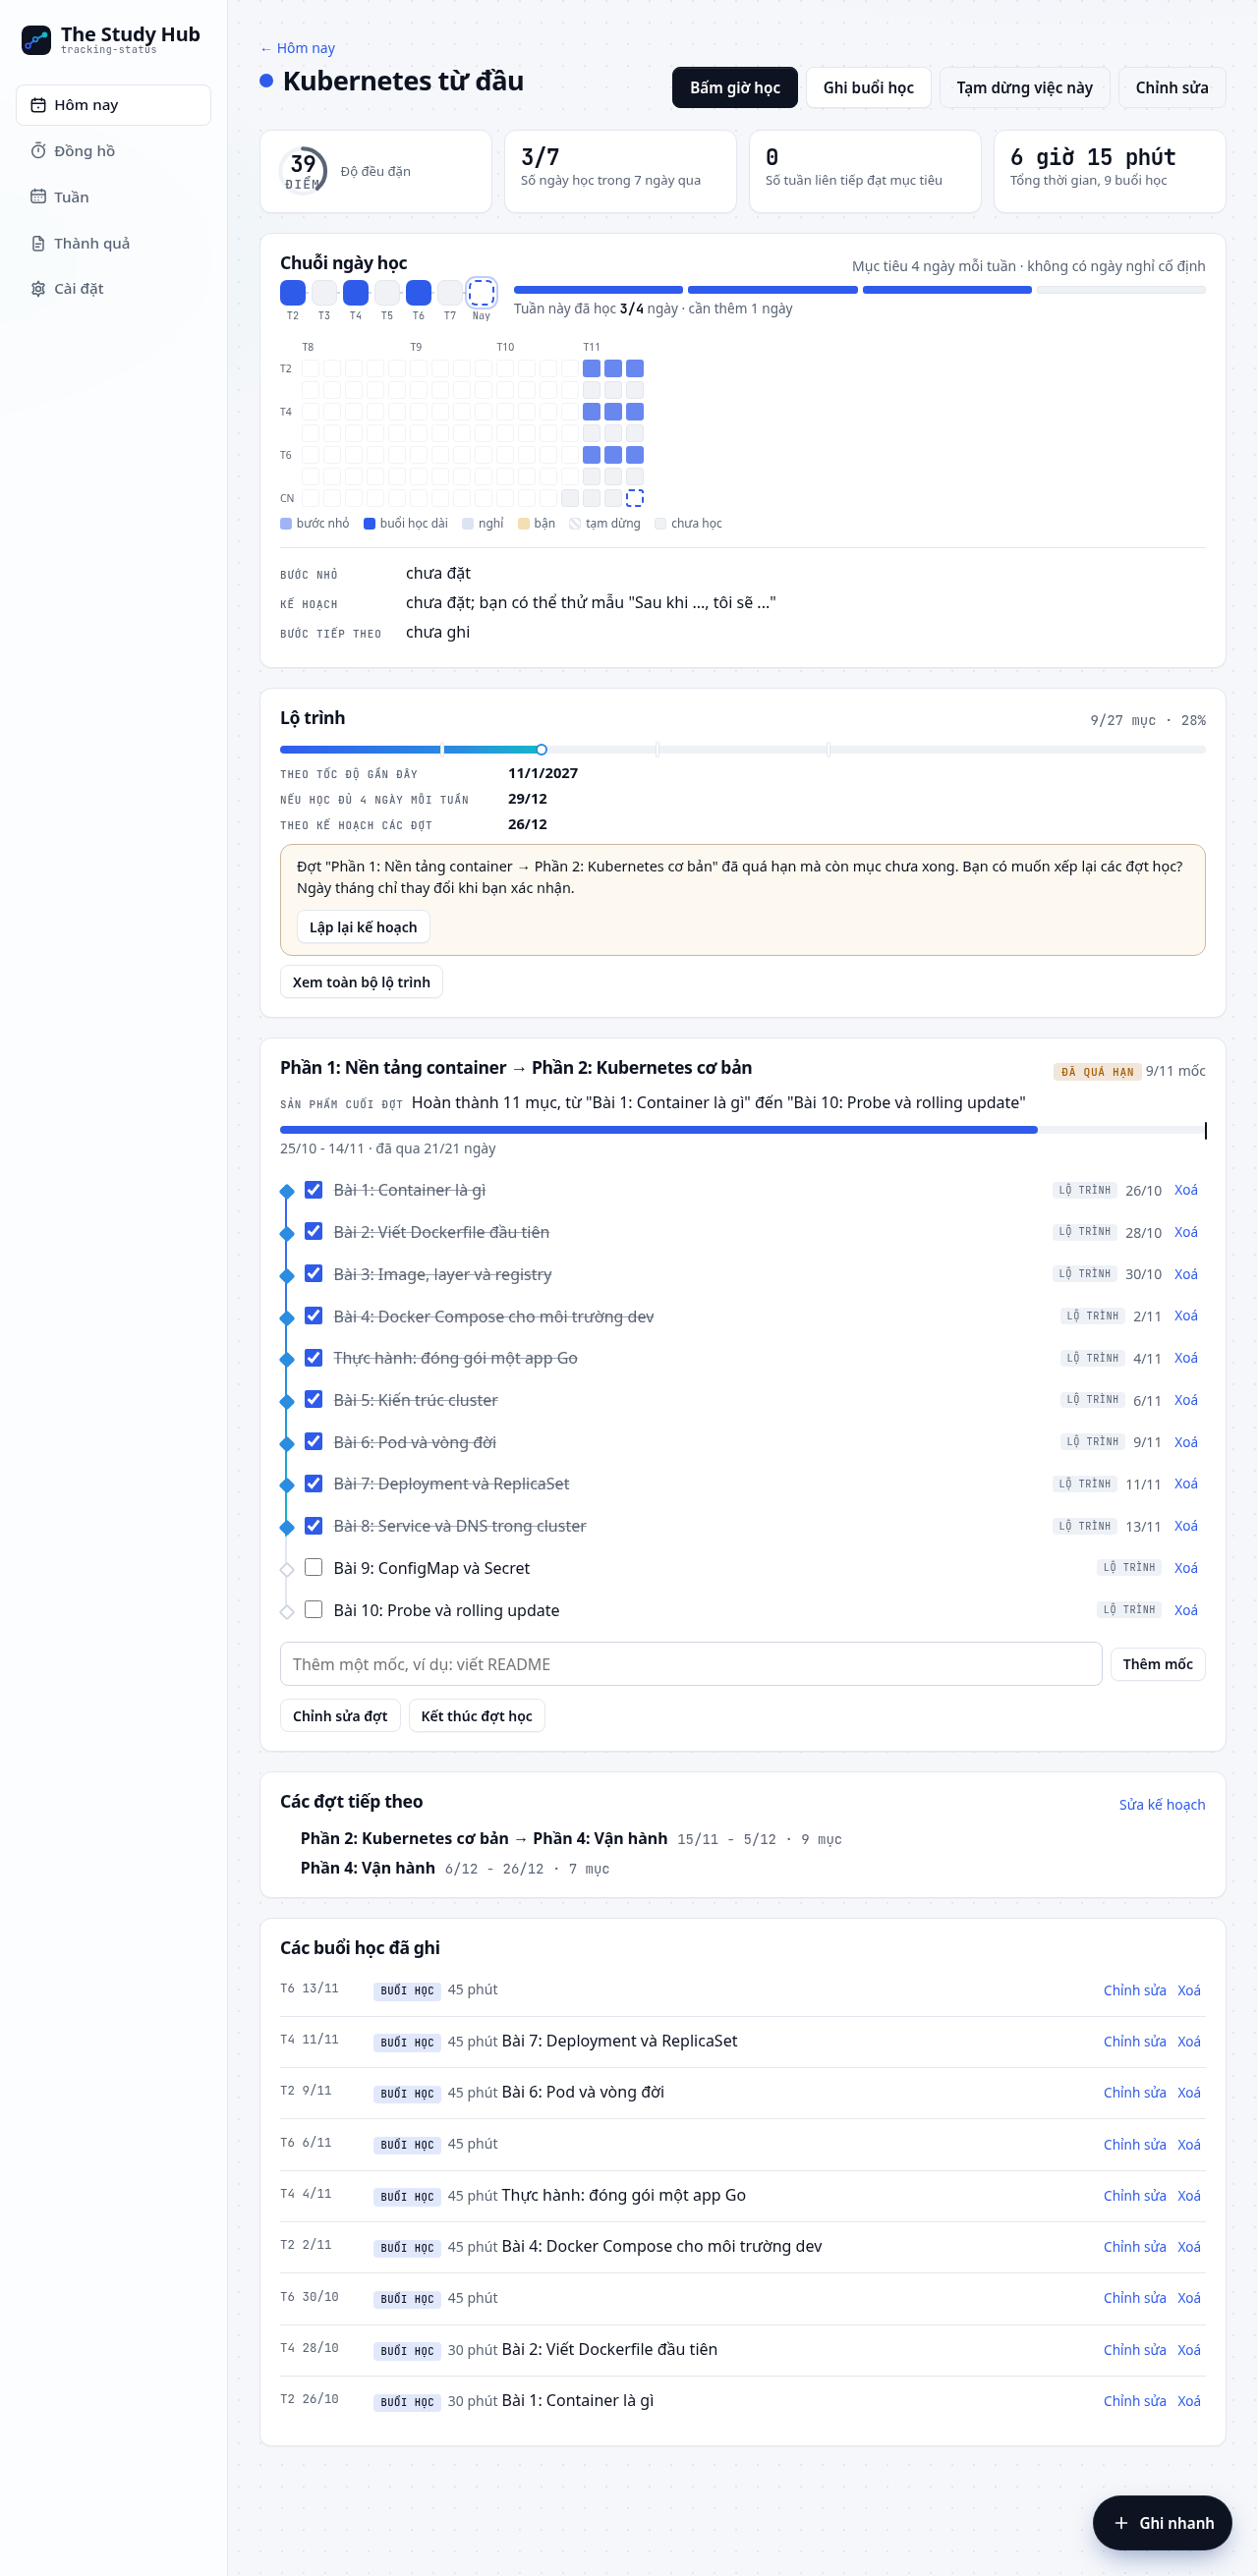 The Study Hub
tracking-status
Hôm nay
Đồng hồ
Tuần
Thành quả
Cài đặt
← Hôm nay
Kubernetes từ đầu
Bấm giờ học
Ghi buổi học
Tạm dừng việc này
Chỉnh sửa
39
ĐIỂM
Độ đều đặn
3/7
Số ngày học trong 7 ngày qua
0
Số tuần liên tiếp đạt mục tiêu
6 giờ 15 phút
Tổng thời gian, 9 buổi học
Chuỗi ngày học
Mục tiêu 4 ngày mỗi tuần · không có ngày nghỉ cố định
T2 T3 T4 T5 T6 T7 Nay
Tuần này đã học 3/4 ngày · cần thêm 1 ngày
T8 T9 T10 T11
T2
T4
T6
CN
bước nhỏ buổi học dài nghỉ bận tạm dừng chưa học
BƯỚC NHỎ chưa đặt
KẾ HOẠCH chưa đặt; bạn có thể thử mẫu "Sau khi ..., tôi sẽ ..."
BƯỚC TIẾP THEO chưa ghi
Lộ trình
9/27 mục · 28%
THEO TỐC ĐỘ GẦN ĐÂY 11/1/2027
NẾU HỌC ĐỦ 4 NGÀY MỖI TUẦN 29/12
THEO KẾ HOẠCH CÁC ĐỢT 26/12
Đợt "Phần 1: Nền tảng container → Phần 2: Kubernetes cơ bản" đã quá hạn mà còn mục chưa xong. Bạn có muốn xếp lại các đợt học?
Ngày tháng chỉ thay đổi khi bạn xác nhận.
Lập lại kế hoạch
Xem toàn bộ lộ trình
Phần 1: Nền tảng container → Phần 2: Kubernetes cơ bản
ĐÃ QUÁ HẠN 9/11 mốc
SẢN PHẨM CUỐI ĐỢT Hoàn thành 11 mục, từ "Bài 1: Container là gì" đến "Bài 10: Probe và rolling update"
25/10 - 14/11 · đã qua 21/21 ngày
Bài 1: Container là gì LỘ TRÌNH 26/10 Xoá
Bài 2: Viết Dockerfile đầu tiên LỘ TRÌNH 28/10 Xoá
Bài 3: Image, layer và registry LỘ TRÌNH 30/10 Xoá
Bài 4: Docker Compose cho môi trường dev LỘ TRÌNH 2/11 Xoá
Thực hành: đóng gói một app Go LỘ TRÌNH 4/11 Xoá
Bài 5: Kiến trúc cluster LỘ TRÌNH 6/11 Xoá
Bài 6: Pod và vòng đời LỘ TRÌNH 9/11 Xoá
Bài 7: Deployment và ReplicaSet LỘ TRÌNH 11/11 Xoá
Bài 8: Service và DNS trong cluster LỘ TRÌNH 13/11 Xoá
Bài 9: ConfigMap và Secret LỘ TRÌNH Xoá
Bài 10: Probe và rolling update LỘ TRÌNH Xoá
Thêm một mốc, ví dụ: viết README
Thêm mốc
Chỉnh sửa đợt
Kết thúc đợt học
Các đợt tiếp theo
Sửa kế hoạch
Phần 2: Kubernetes cơ bản → Phần 4: Vận hành 15/11 - 5/12 · 9 mục
Phần 4: Vận hành 6/12 - 26/12 · 7 mục
Các buổi học đã ghi
T6 13/11 BUỔI HỌC 45 phút Chỉnh sửa Xoá
T4 11/11 BUỔI HỌC 45 phút Bài 7: Deployment và ReplicaSet Chỉnh sửa Xoá
T2 9/11 BUỔI HỌC 45 phút Bài 6: Pod và vòng đời Chỉnh sửa Xoá
T6 6/11 BUỔI HỌC 45 phút Chỉnh sửa Xoá
T4 4/11 BUỔI HỌC 45 phút Thực hành: đóng gói một app Go Chỉnh sửa Xoá
T2 2/11 BUỔI HỌC 45 phút Bài 4: Docker Compose cho môi trường dev Chỉnh sửa Xoá
T6 30/10 BUỔI HỌC 45 phút Chỉnh sửa Xoá
T4 28/10 BUỔI HỌC 30 phút Bài 2: Viết Dockerfile đầu tiên Chỉnh sửa Xoá
T2 26/10 BUỔI HỌC 30 phút Bài 1: Container là gì Chỉnh sửa Xoá
+ Ghi nhanh